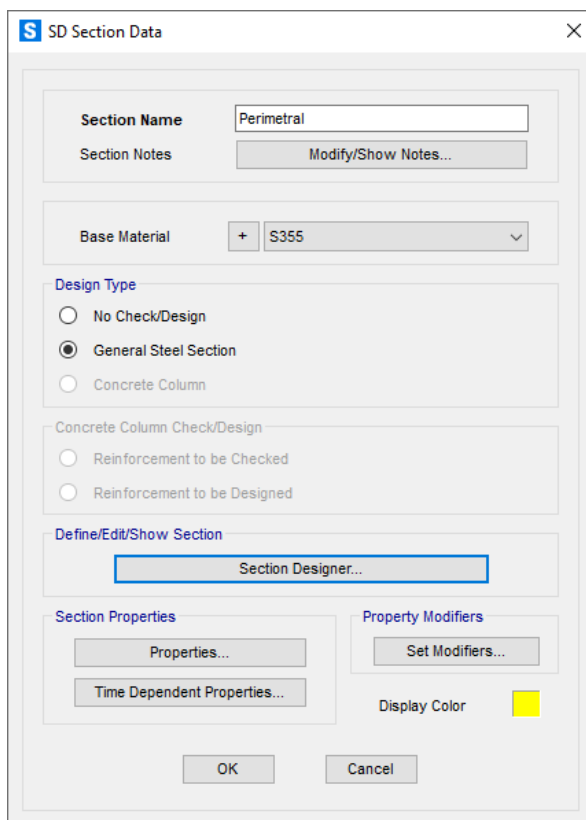 S SD Section Data
Section Name Perimetral
Section Notes Modify/Show Notes...
Base Material + S355
Design Type
No Check/Design
General Steel Section
Concrete Column
Concrete Column Check/Design
Reinforcement to be Checked
Reinforcement to be Designed
Define/Edit/Show Section
Section Designer...
Section Properties
Properties...
Time Dependent Properties...
Property Modifiers
Set Modifiers...
Display Color
OK Cancel